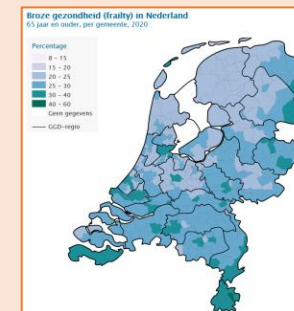 Broze gezondheid (frailty) in Nederland
65 jaar en ouder, per gemeente, 2020
Percentage
8 - 15
15 - 20
20 - 25
25 - 30
30 - 40
40 - 60
Geen gegevens
GGD-regio